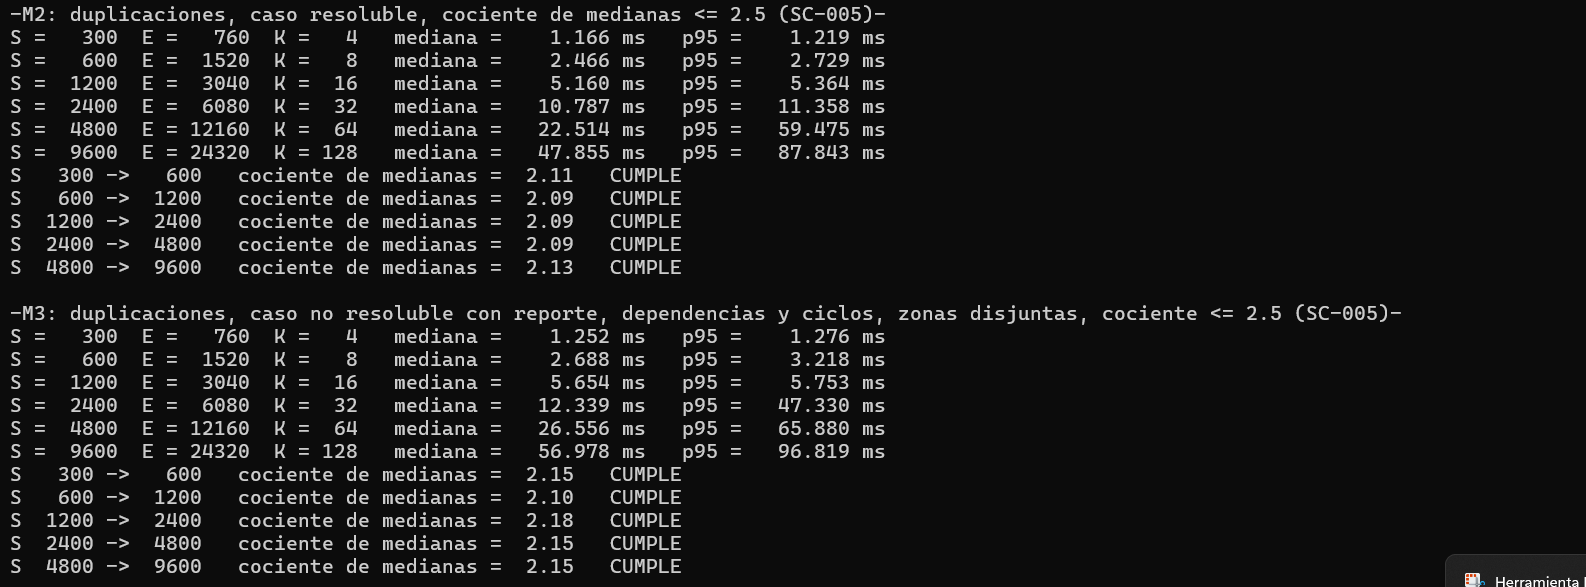 -M2: duplicaciones, caso resoluble, cociente de medianas <= 2.5 (SC-005)-
S =   300  E =   760  K =   4   mediana =    1.166 ms   p95 =    1.219 ms
S =   600  E =  1520  K =   8   mediana =    2.466 ms   p95 =    2.729 ms
S =  1200  E =  3040  K =  16   mediana =    5.160 ms   p95 =    5.364 ms
S =  2400  E =  6080  K =  32   mediana =   10.787 ms   p95 =   11.358 ms
S =  4800  E = 12160  K =  64   mediana =   22.514 ms   p95 =   59.475 ms
S =  9600  E = 24320  K = 128   mediana =   47.855 ms   p95 =   87.843 ms
S   300 ->   600   cociente de medianas =  2.11   CUMPLE
S   600 ->  1200   cociente de medianas =  2.09   CUMPLE
S  1200 ->  2400   cociente de medianas =  2.09   CUMPLE
S  2400 ->  4800   cociente de medianas =  2.09   CUMPLE
S  4800 ->  9600   cociente de medianas =  2.13   CUMPLE

-M3: duplicaciones, caso no resoluble con reporte, dependencias y ciclos, zonas disjuntas, cociente <= 2.5 (SC-005)-
S =   300  E =   760  K =   4   mediana =    1.252 ms   p95 =    1.276 ms
S =   600  E =  1520  K =   8   mediana =    2.688 ms   p95 =    3.218 ms
S =  1200  E =  3040  K =  16   mediana =    5.654 ms   p95 =    5.753 ms
S =  2400  E =  6080  K =  32   mediana =   12.339 ms   p95 =   47.330 ms
S =  4800  E = 12160  K =  64   mediana =   26.556 ms   p95 =   65.880 ms
S =  9600  E = 24320  K = 128   mediana =   56.978 ms   p95 =   96.819 ms
S   300 ->   600   cociente de medianas =  2.15   CUMPLE
S   600 ->  1200   cociente de medianas =  2.10   CUMPLE
S  1200 ->  2400   cociente de medianas =  2.18   CUMPLE
S  2400 ->  4800   cociente de medianas =  2.15   CUMPLE
S  4800 ->  9600   cociente de medianas =  2.15   CUMPLE
Herramienta